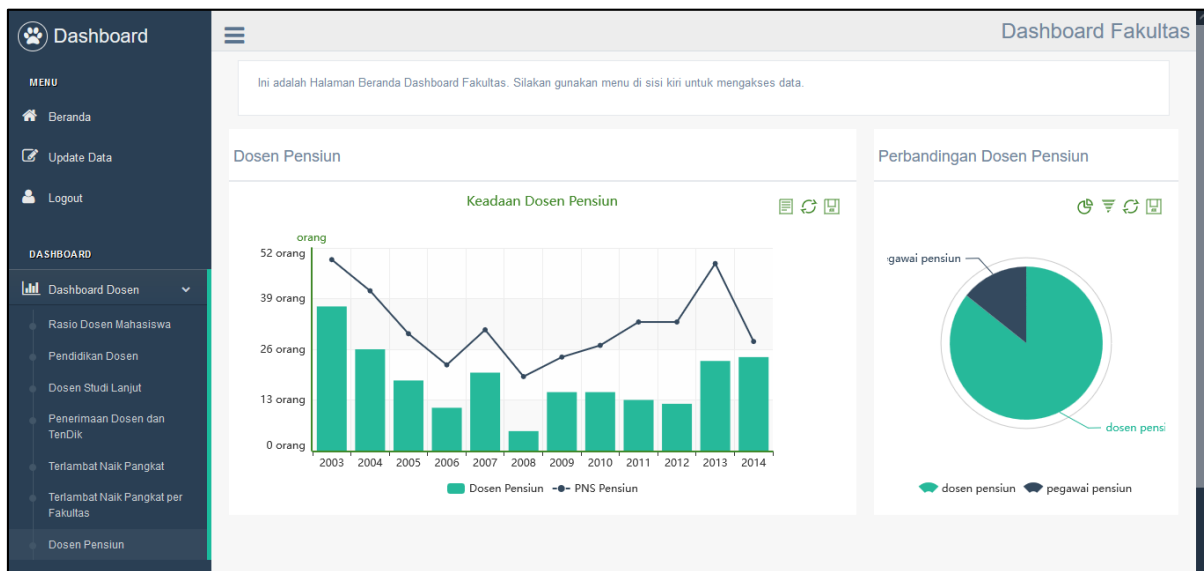 Dashboard
MENU
Beranda
Update Data
Logout
DASHBOARD
Dashboard Dosen
Rasio Dosen Mahasiswa
Pendidikan Dosen
Dosen Studi Lanjut
Penerimaan Dosen dan
TenDik
Terlambat Naik Pangkat
Terlambat Naik Pangkat per
Fakultas
Dosen Pensiun
Dashboard Fakultas
Ini adalah Halaman Beranda Dashboard Fakultas. Silakan gunakan menu di sisi kiri untuk mengakses data.
Dosen Pensiun
Keadaan Dosen Pensiun
orang
52 orang
39 orang
26 orang
13 orang
0 orang
2003 2004 2005 2006 2007 2008 2009 2010 2011 2012 2013 2014
Dosen Pensiun PNS Pensiun
Perbandingan Dosen Pensiun
gawai pensiun
dosen pensi
dosen pensiun pegawai pensiun